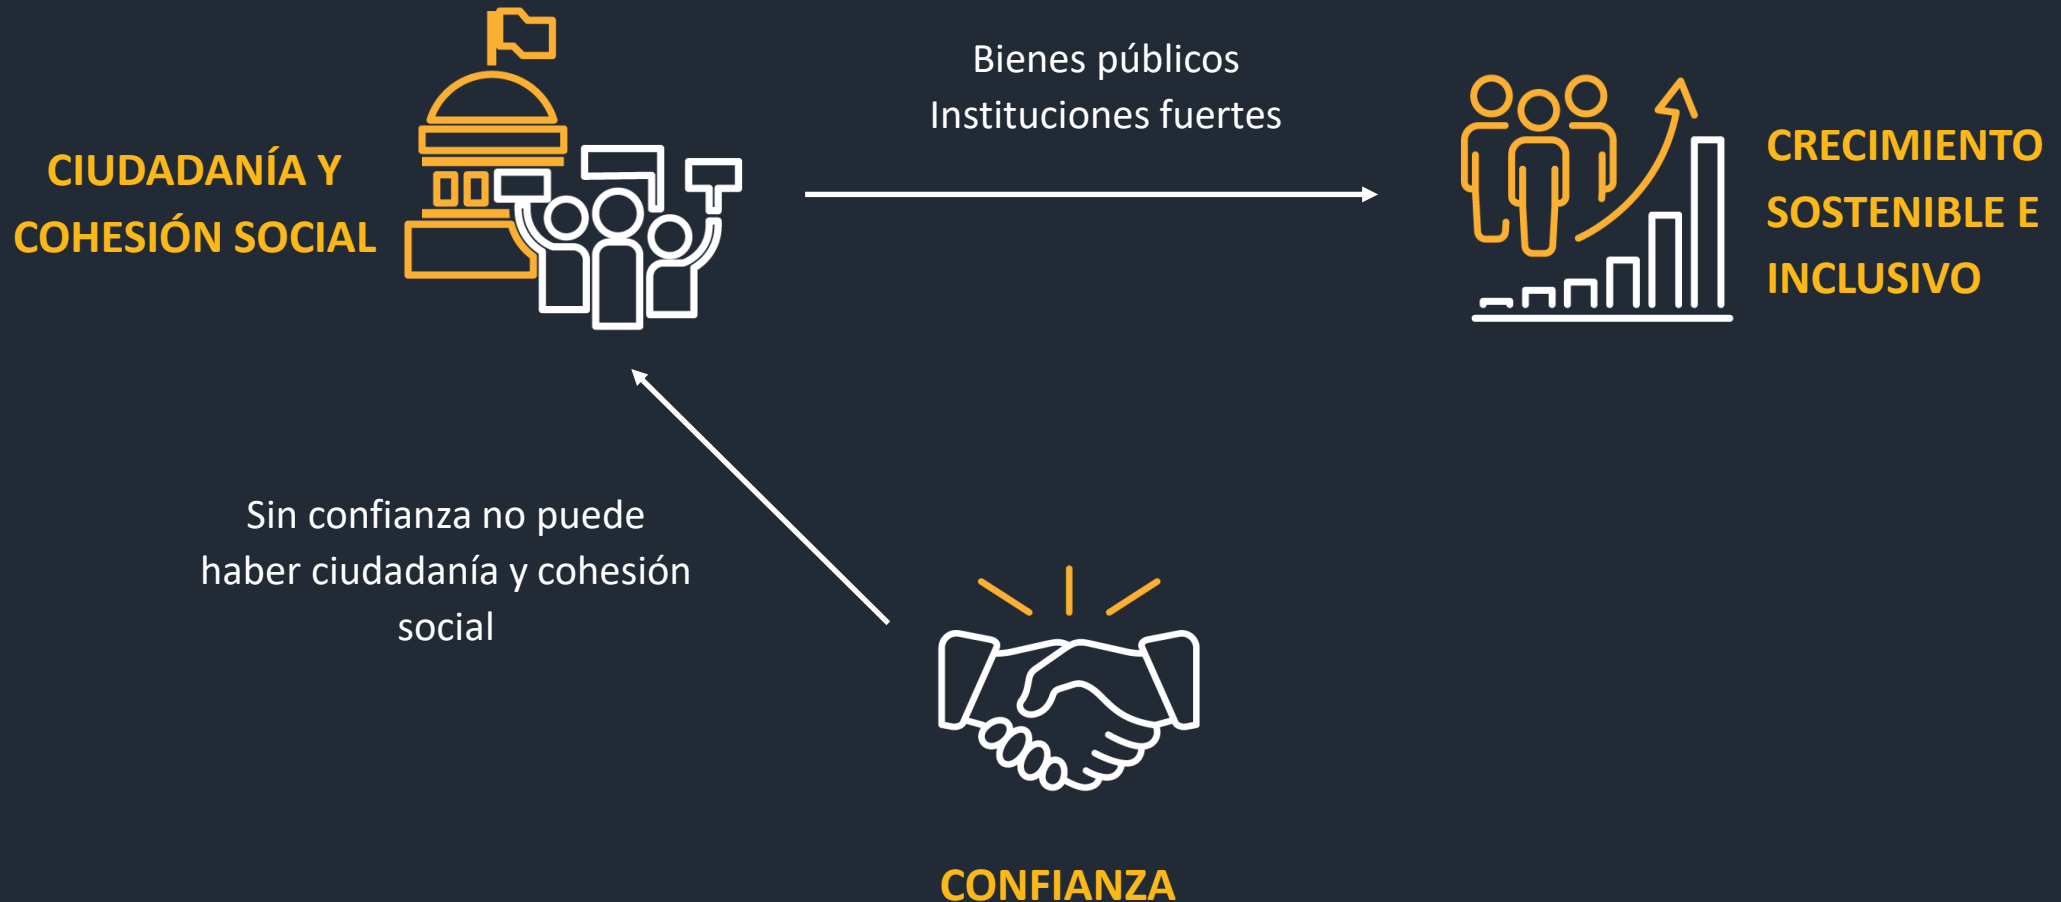 CIUDADANÍA Y
COHESIÓN SOCIAL
Bienes públicos
Instituciones fuertes
CRECIMIENTO
SOSTENIBLE E
INCLUSIVO
Sin confianza no puede
haber ciudadanía y cohesión
social
CONFIANZA